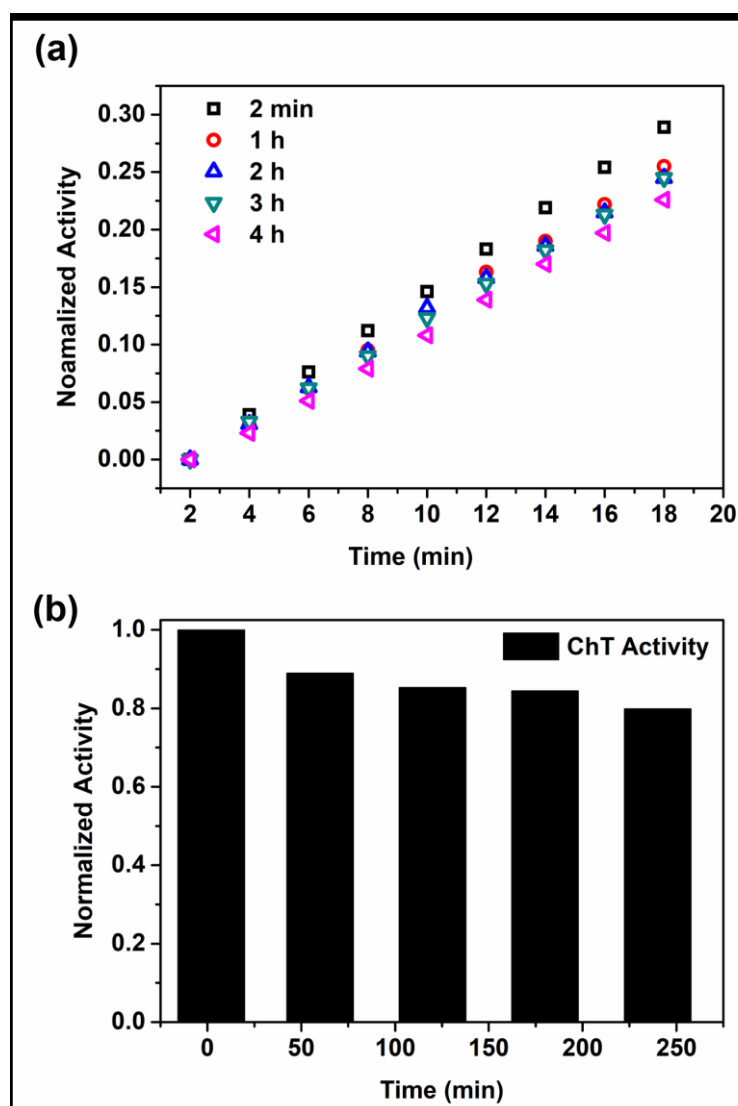 (a)
2 min
1 h
2 h
3 h
4 h
0.30
0.25
0.20
0.15
0.10
0.05
0.00
Noamalized Activity
2 4 6 8 10 12 14 16 18 20
Time (min)
(b)
ChT Activity
1.0
0.8
0.6
0.4
0.2
0.0
Normalized Activity
0 50 100 150 200 250
Time (min)